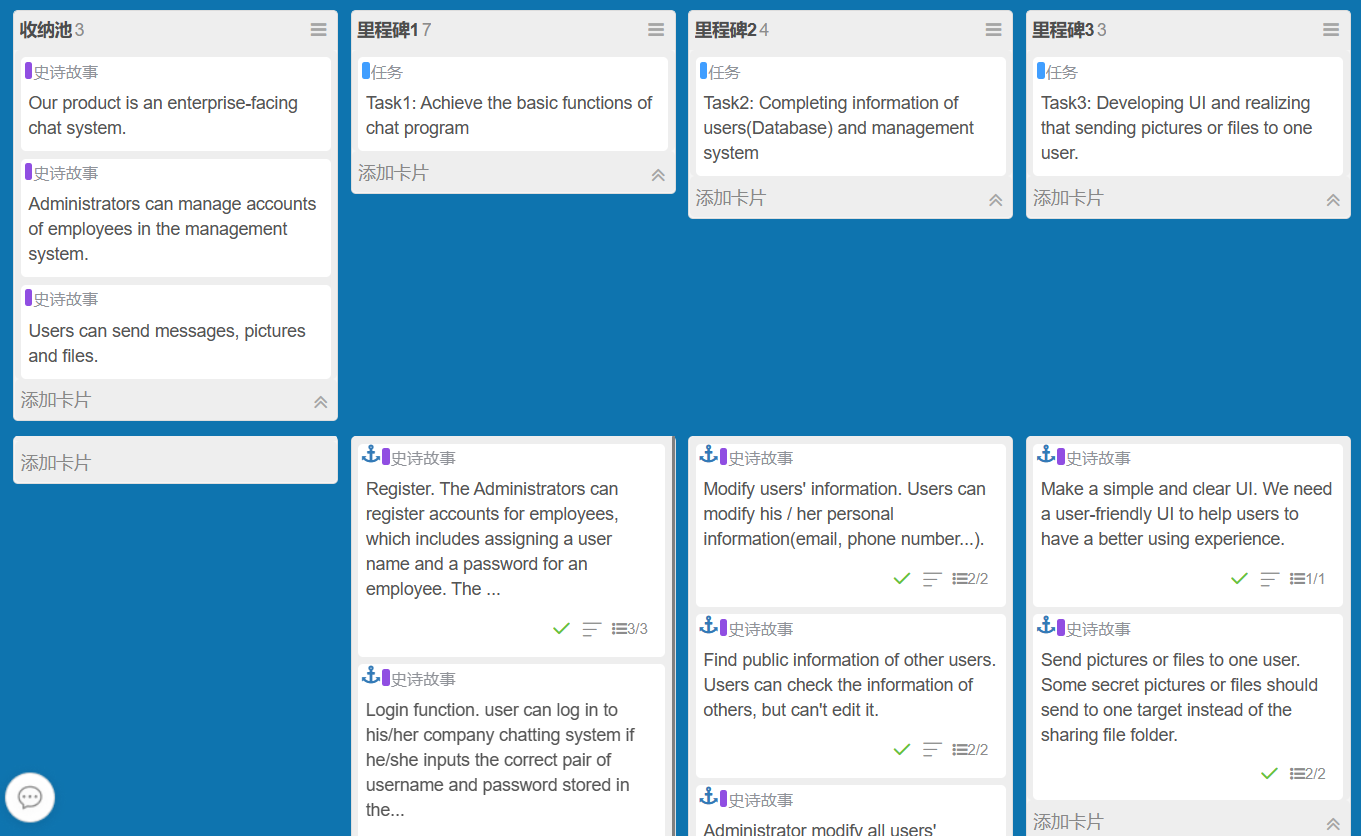 收纳池 3
史诗故事
Our product is an enterprise-facing
chat system.
史诗故事
Administrators can manage accounts
of employees in the management
system.
史诗故事
Users can send messages, pictures
and files.
添加卡片
添加卡片
里程碑1 7
任务
Task1: Achieve the basic functions of
chat program
添加卡片
史诗故事
Register. The Administrators can
register accounts for employees,
which includes assigning a user
name and a password for an
employee. The ...
3/3
史诗故事
Login function. user can log in to
his/her company chatting system if
he/she inputs the correct pair of
username and password stored in
the...
里程碑2 4
任务
Task2: Completing information of
users(Database) and management
system
添加卡片
史诗故事
Modify users' information. Users can
modify his / her personal
information(email, phone number...).
2/2
史诗故事
Find public information of other users.
Users can check the information of
others, but can't edit it.
2/2
史诗故事
Administrator modify all users'
里程碑3 3
任务
Task3: Developing UI and realizing
that sending pictures or files to one
user.
添加卡片
史诗故事
Make a simple and clear UI. We need
a user-friendly UI to help users to
have a better using experience.
1/1
史诗故事
Send pictures or files to one user.
Some secret pictures or files should
send to one target instead of the
sharing file folder.
2/2
添加卡片